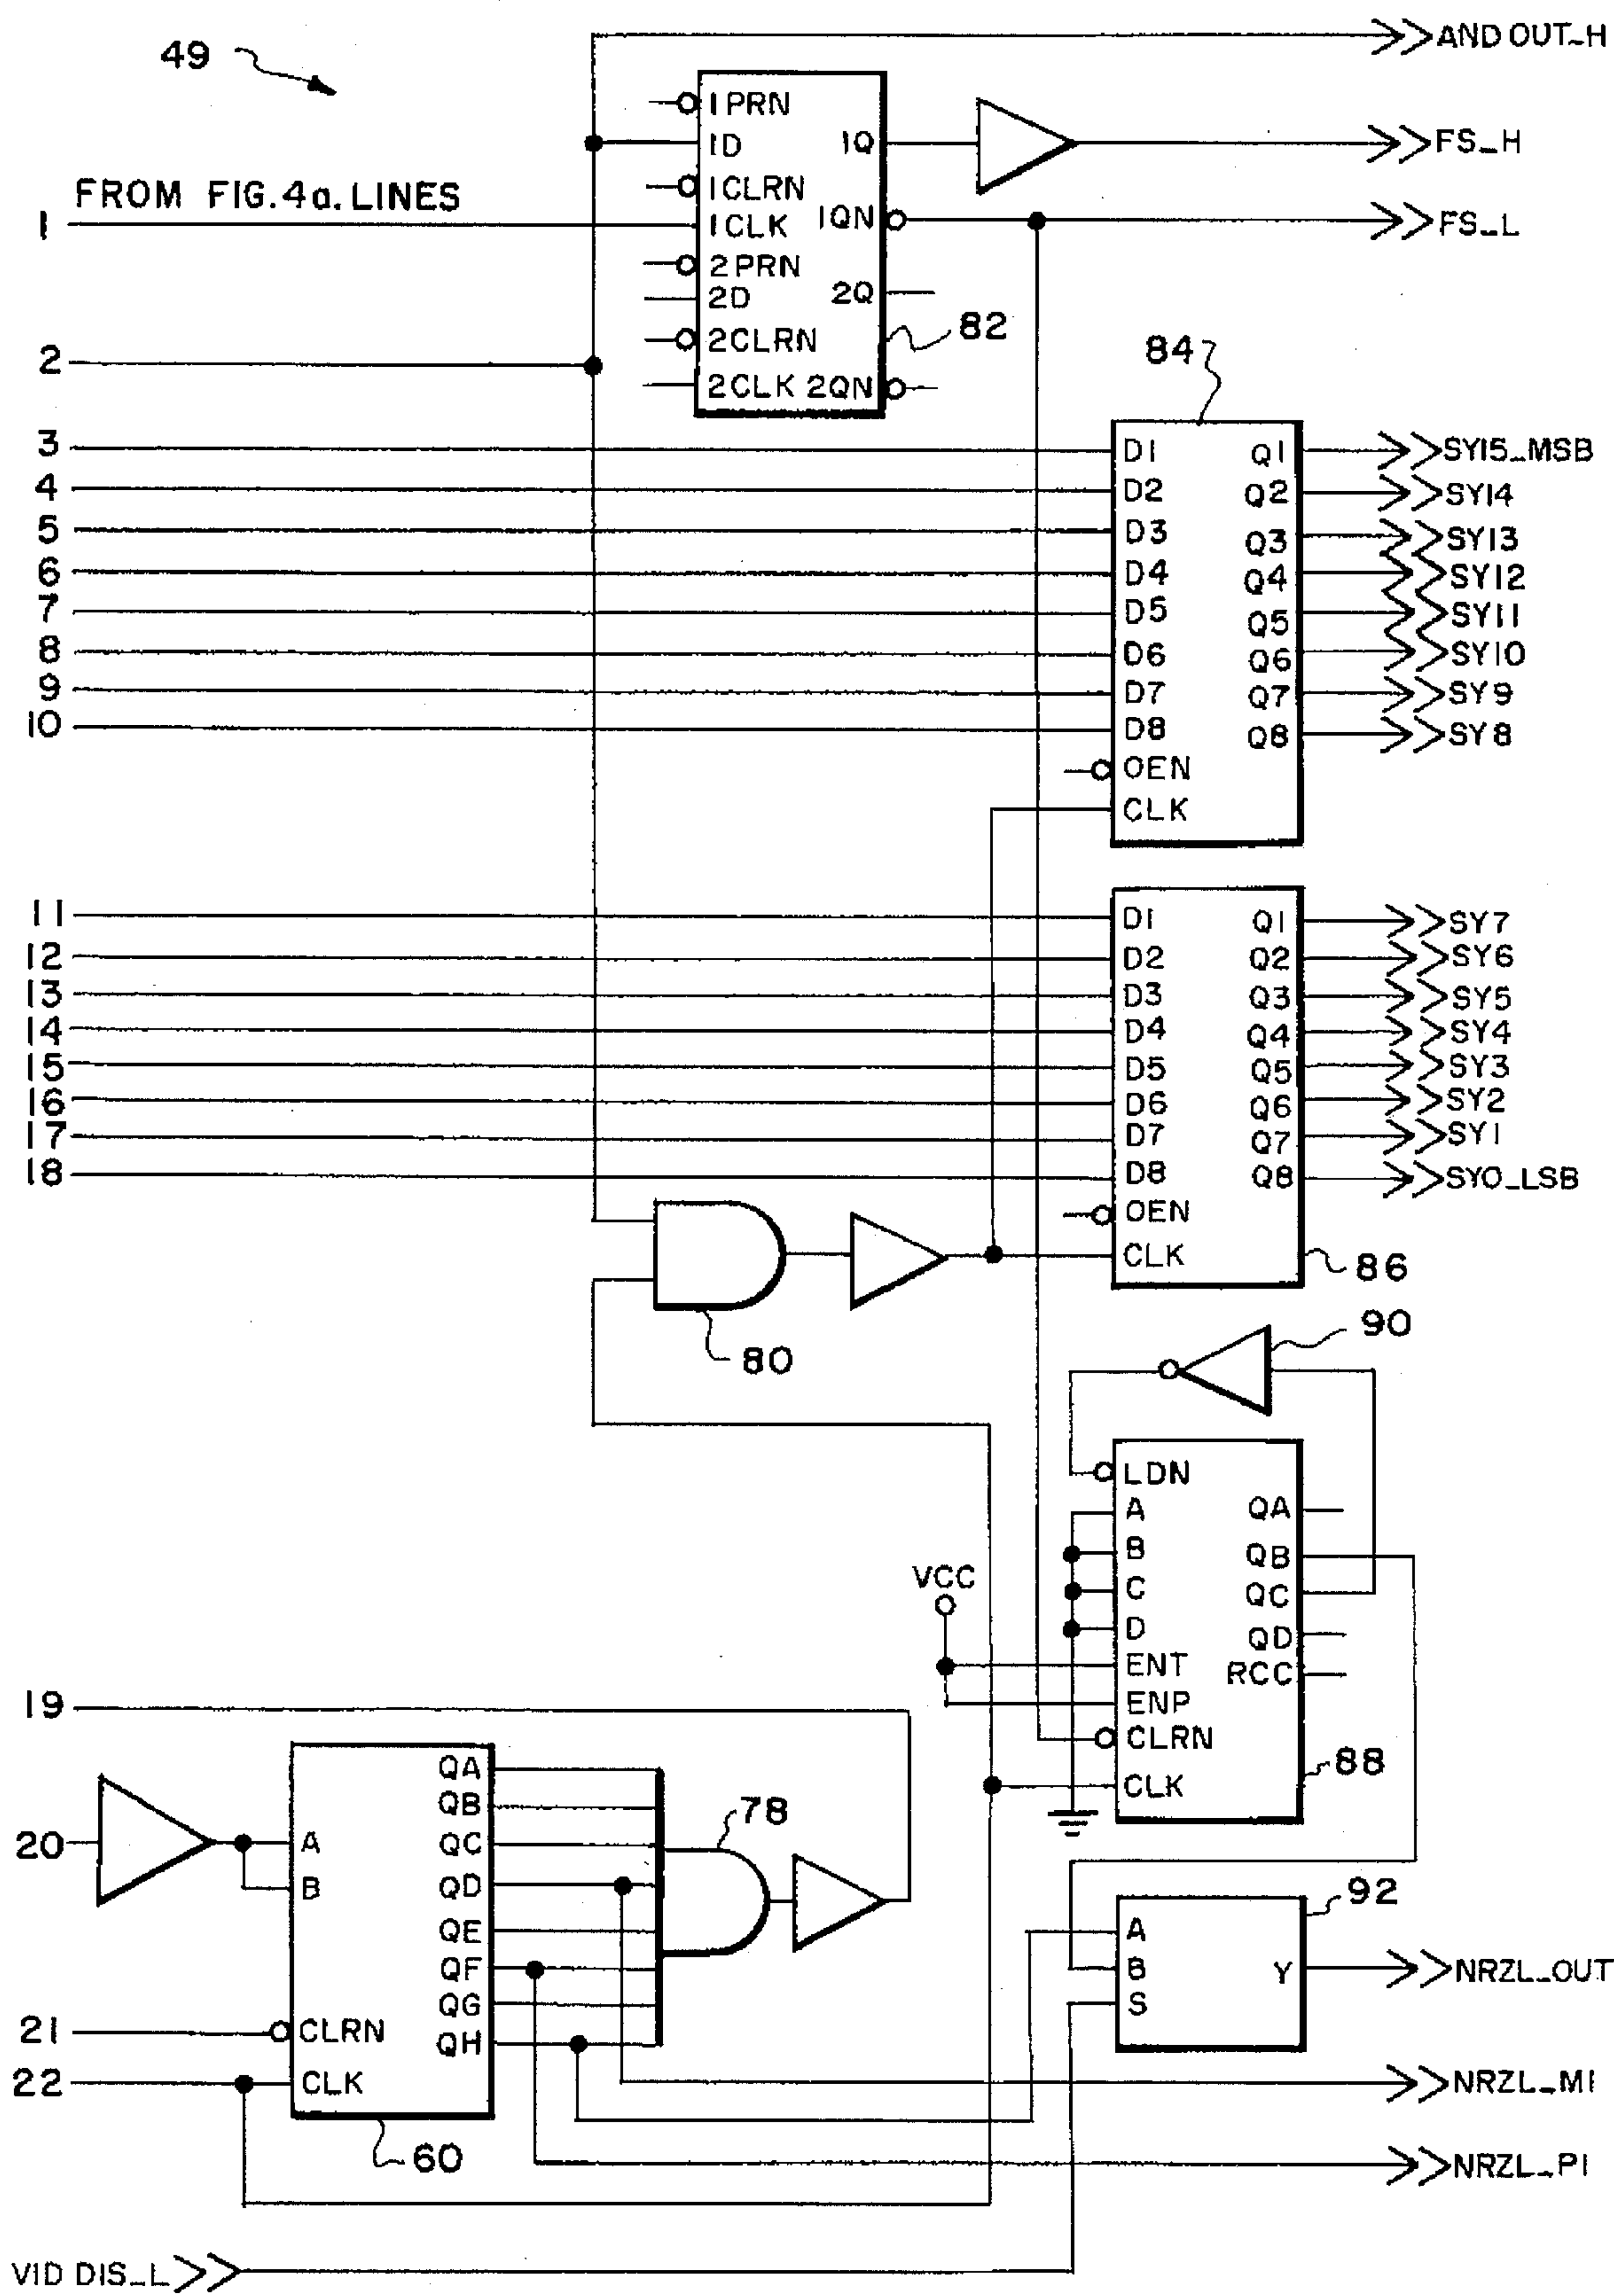 49
AND OUT_H
1PRN
1D 1Q
FS_H
FROM FIG.4a. LINES
1CLRN
1
1CLK 1QN
FS_L
2PRN
2D 2Q
82
2CLRN
2
2CLK 2QN
84
3 D1 Q1 SY15_MSB
4 D2 Q2 SY14
5 D3 Q3 SY13
6 D4 Q4 SY12
7 D5 Q5 SY11
8 D6 Q6 SY10
9 D7 Q7 SY9
10 D8 Q8 SY8
OEN
CLK
11 D1 Q1 SY7
12 D2 Q2 SY6
13 D3 Q3 SY5
14 D4 Q4 SY4
15 D5 Q5 SY3
16 D6 Q6 SY2
17 D7 Q7 SY1
18 D8 Q8 SY0_LSB
OEN
CLK
86
80
90
LDN
A QA
B QB
VCC
C QC
D QD
ENT RCC
19
ENP
CLRN
88
CLK
QA
QB
78
20 A QC
B QD
92
QE A
QF B Y NRZL_OUT
QG S
21 CLRN QH
22 CLK
NRZL_M1
60
NRZL_P1
VID DIS_L